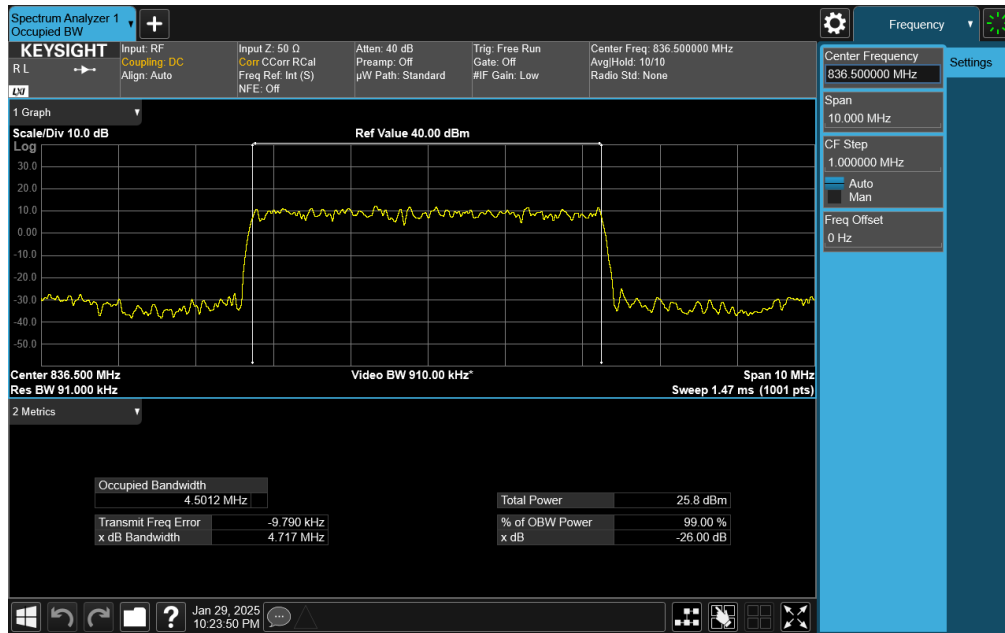 Spectrum Analyzer 1
Occupied BW
+
Frequency
KEYSIGHT
R L
LXI
Input: RF
Coupling: DC
Align: Auto
Input Z: 50 Ω
Corr CCorr RCal
Freq Ref: Int (S)
NFE: Off
Atten: 40 dB
Preamp: Off
µW Path: Standard
Trig: Free Run
Gate: Off
#IF Gain: Low
Center Freq: 836.500000 MHz
Avg|Hold: 10/10
Radio Std: None
Center Frequency
836.500000 MHz
Settings
Span
10.000 MHz
CF Step
1.000000 MHz
Auto
Man
Freq Offset
0 Hz
1 Graph
Scale/Div 10.0 dB
Ref Value 40.00 dBm
Log
30.0
20.0
10.0
0.00
-10.0
-20.0
-30.0
-40.0
-50.0
Center 836.500 MHz
Video BW 910.00 kHz*
Span 10 MHz
Res BW 91.000 kHz
Sweep 1.47 ms (1001 pts)
2 Metrics
Occupied Bandwidth
4.5012 MHz
Total Power 25.8 dBm
Transmit Freq Error -9.790 kHz
% of OBW Power 99.00 %
x dB Bandwidth 4.717 MHz
x dB -26.00 dB
?
Jan 29, 2025
10:23:50 PM